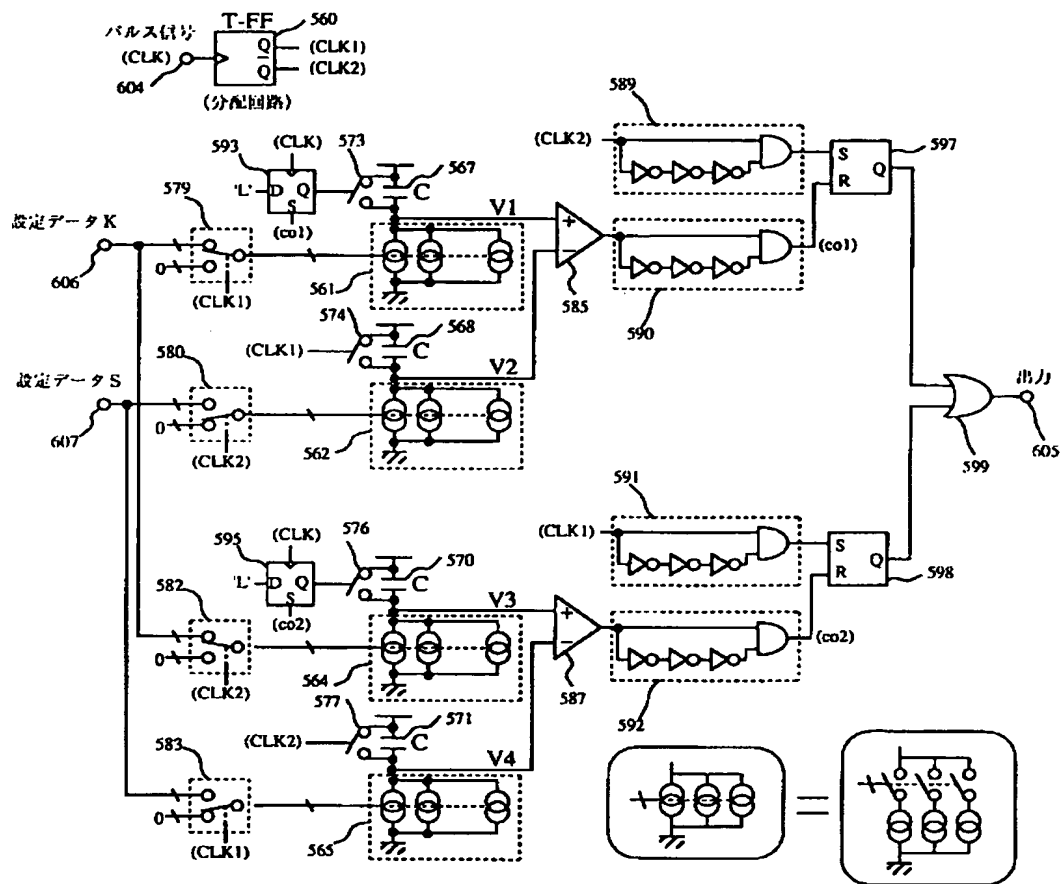 T-FF
560
パルス信号
(CLK)
604
Q
(CLK1)
Q
(CLK2)
(分配回路)
593
(CLK)
573
567
'L'
D
Q
S
(co1)
C
V1
579
設定データK
606
0
(CLK1)
561
574
568
(CLK1)
C
V2
580
設定データS
607
0
(CLK2)
562
585
+
−
589
(CLK2)
590
(co1)
597
S
R
Q
599
出力
605
595
(CLK)
576
570
'L'
D
Q
S
(co2)
C
V3
582
0
(CLK2)
564
577
571
(CLK2)
C
V4
583
0
(CLK1)
565
587
+
−
591
(CLK1)
592
(co2)
S
R
Q
598
=